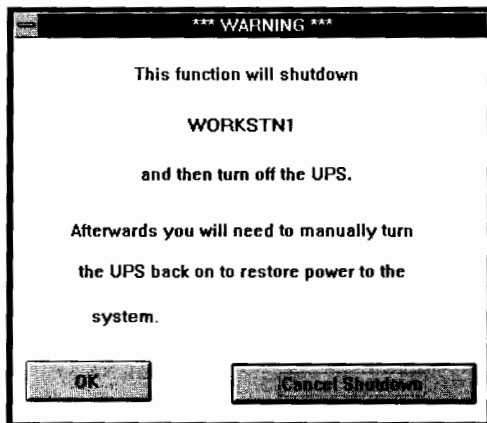 *** WARNING ***
This function will shutdown
WORKSTN1
and then turn off the UPS.
Afterwards you will need to manually turn
the UPS back on to restore power to the
system.
OK
Cancel Shutdown